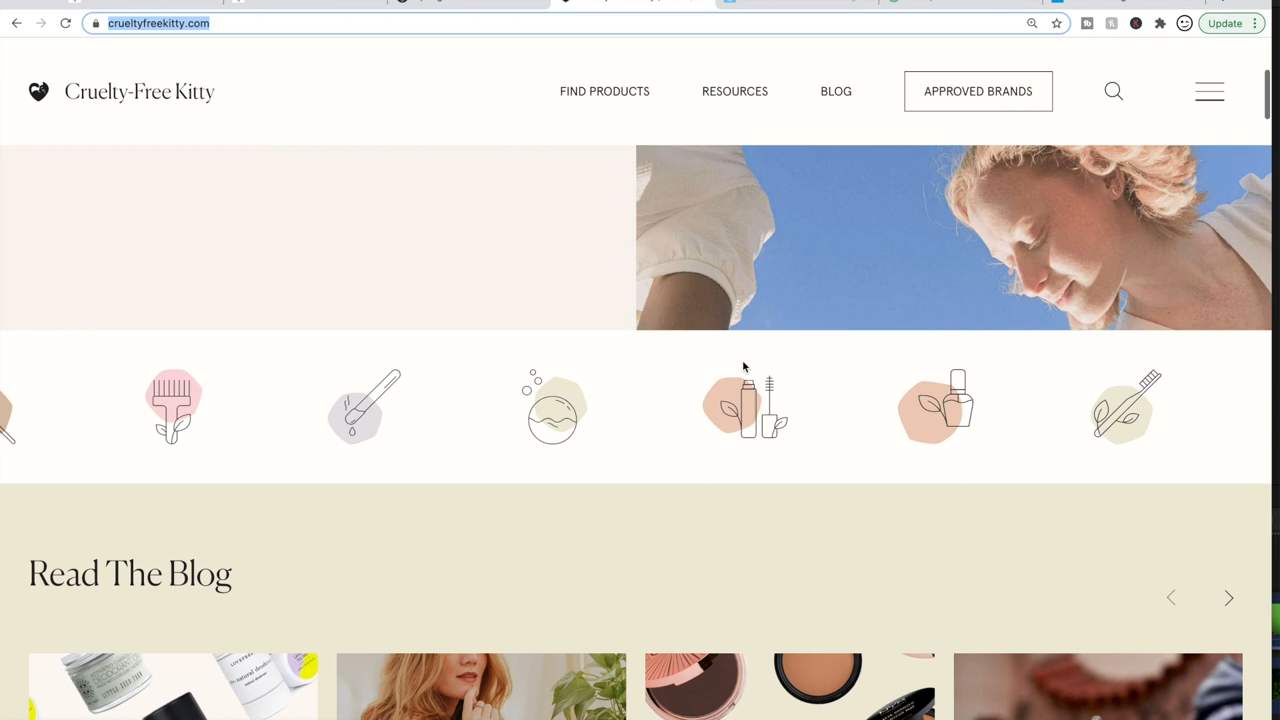 crueltyfreekitty.com
Update
Cruelty-Free Kitty
FIND PRODUCTS
RESOURCES
BLOG
APPROVED BRANDS
Read The Blog